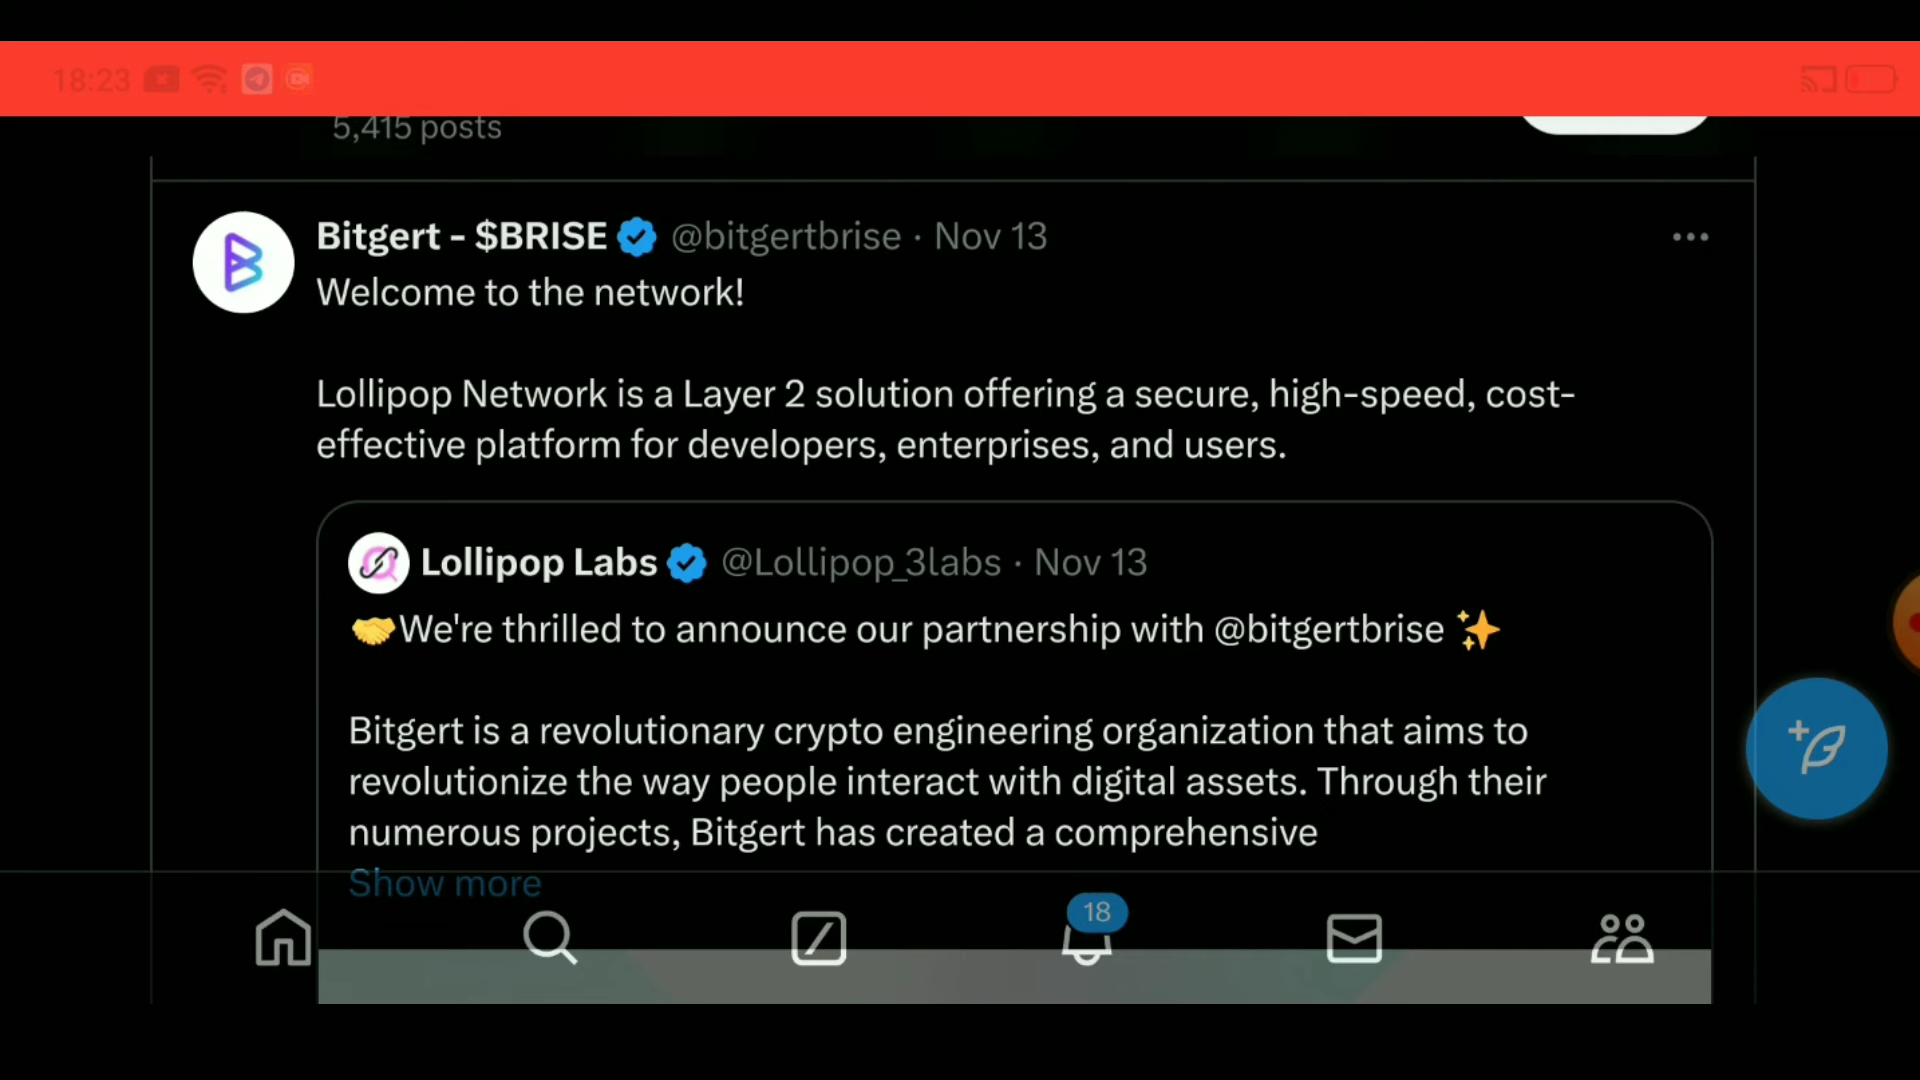 18:23
5,415 posts
Bitgert - $BRISE @bitgertbrise · Nov 13
Welcome to the network!
Lollipop Network is a Layer 2 solution offering a secure, high-speed, cost-
effective platform for developers, enterprises, and users.
Lollipop Labs @Lollipop_3labs · Nov 13
🤝We're thrilled to announce our partnership with @bitgertbrise ✨
Bitgert is a revolutionary crypto engineering organization that aims to
revolutionize the way people interact with digital assets. Through their
numerous projects, Bitgert has created a comprehensive
Show more
18